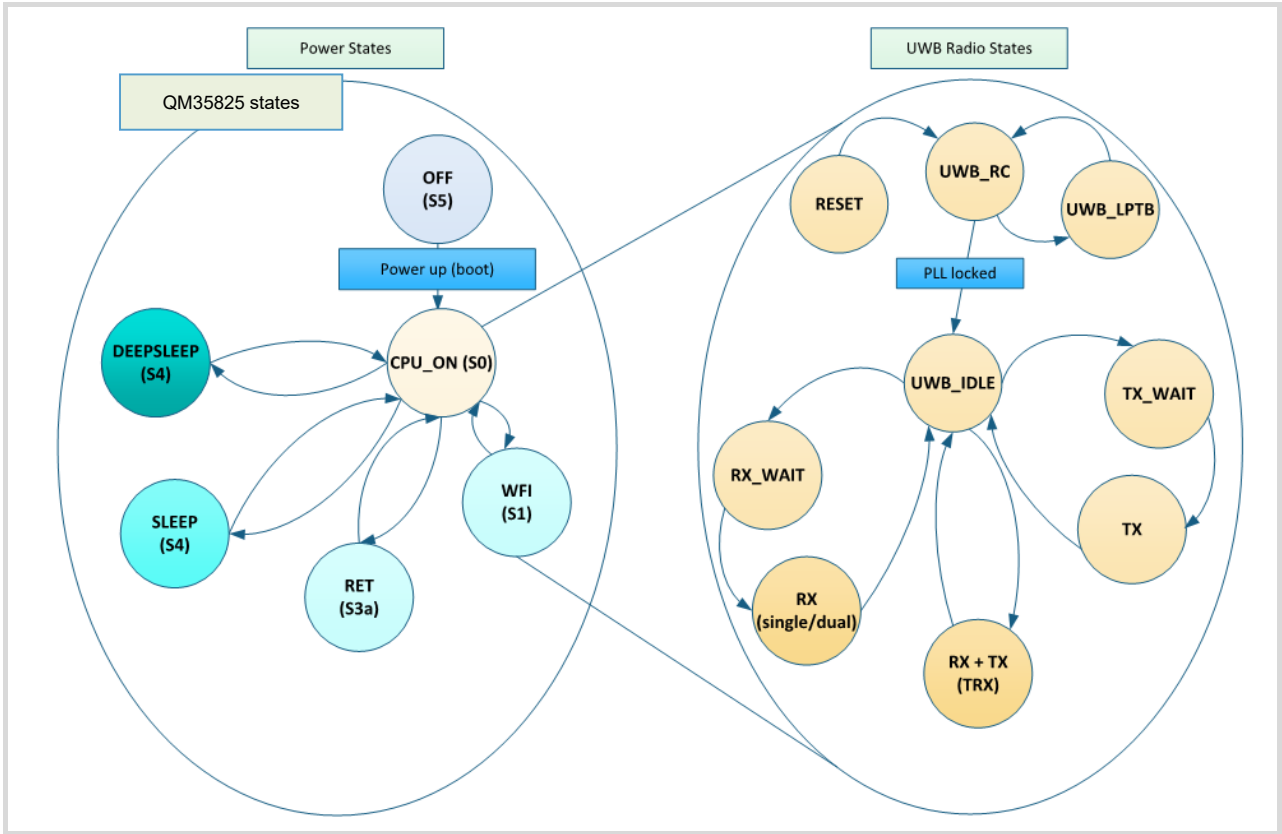 Power States
UWB Radio States
QM35825 states
OFF
(S5)
Power up (boot)
DEEPSLEEP
(S4)
CPU_ON (S0)
SLEEP
(S4)
RET
(S3a)
WFI
(S1)
RESET
UWB_RC
UWB_LPTB
PLL locked
UWB_IDLE
TX_WAIT
RX_WAIT
TX
RX
(single/dual)
RX + TX
(TRX)